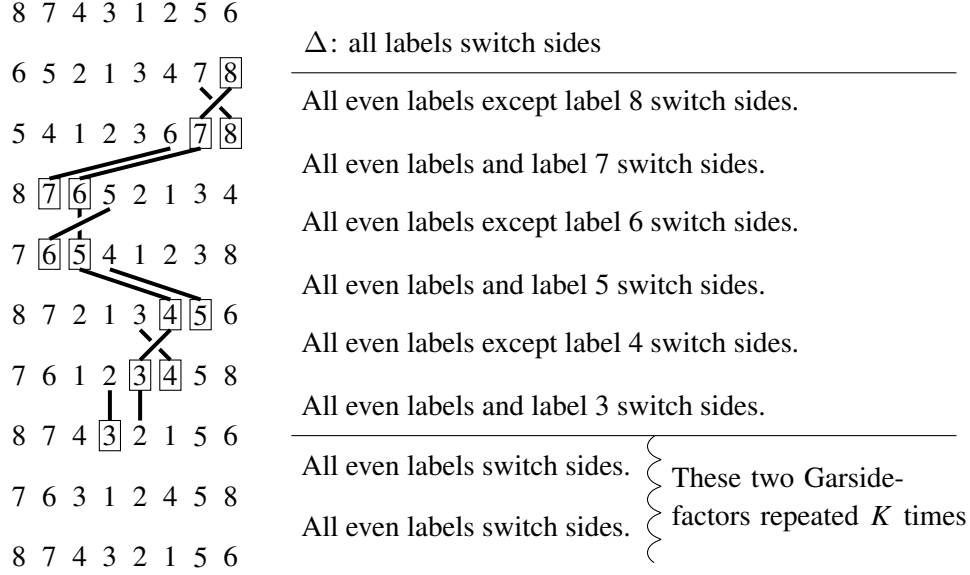 8 7 4 3 1 2 5 6
Δ: all labels switch sides
6 5 2 1 3 4 7 8
All even labels except label 8 switch sides.
5 4 1 2 3 6 7 8
All even labels and label 7 switch sides.
8 7 6 5 2 1 3 4
All even labels except label 6 switch sides.
7 6 5 4 1 2 3 8
All even labels and label 5 switch sides.
8 7 2 1 3 4 5 6
All even labels except label 4 switch sides.
7 6 1 2 3 4 5 8
All even labels and label 3 switch sides.
8 7 4 3 2 1 5 6
All even labels switch sides.
These two Garside-
7 6 3 1 2 4 5 8
factors repeated K times
All even labels switch sides.
8 7 4 3 2 1 5 6